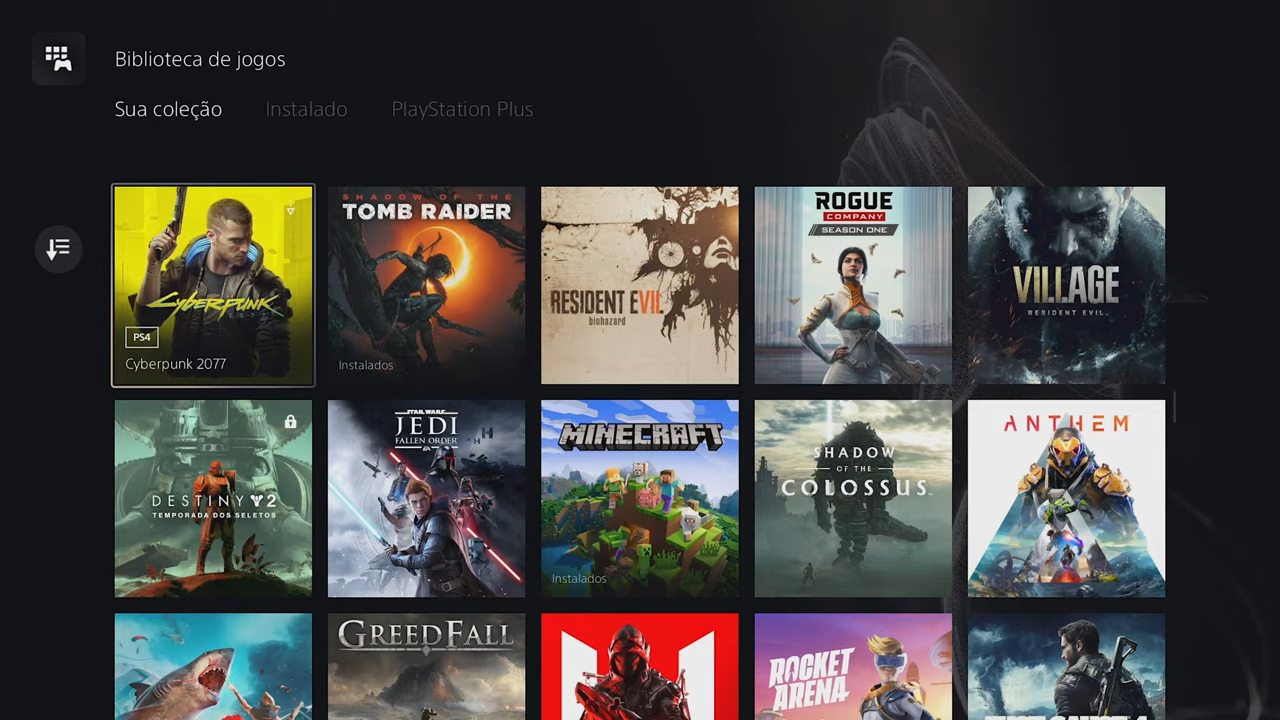 Biblioteca de jogos
Sua coleção
Instalado
PlayStation Plus
CYBERPUNK
PS4
Cyberpunk 2077
SHADOW OF THE
TOMB RAIDER
Instalados
RESIDENT EVIL
biohazard
ROGUE
COMPANY
SEASON ONE
VILLAGE
RESIDENT EVIL
DESTINY 2
TEMPORADA DOS SELETOS
STAR WARS
JEDI
FALLEN ORDER
EA
MINECRAFT
Instalados
SHADOW
OF THE
COLOSSUS
ANTHEM
GREEDFALL
ROCKET
ARENA